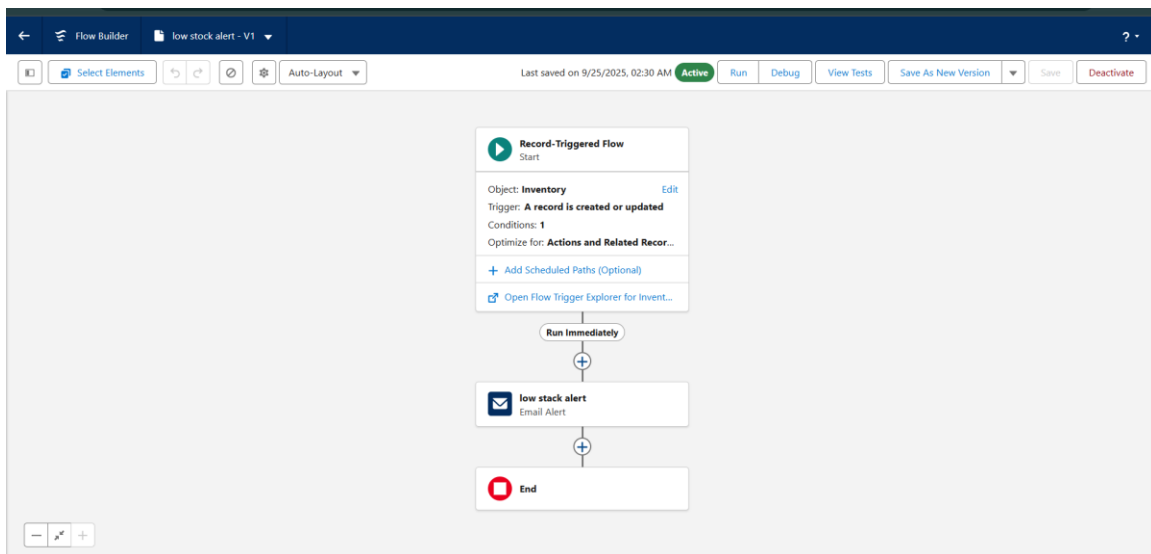 Flow Builder low stock alert - V1 ?
Select Elements Auto-Layout Last saved on 9/25/2025, 02:30 AM Active Run Debug View Tests Save As New Version Save Deactivate
Record-Triggered Flow
Start
Object: Inventory Edit
Trigger: A record is created or updated
Conditions: 1
Optimize for: Actions and Related Recor...
+ Add Scheduled Paths (Optional)
Open Flow Trigger Explorer for Invent...
Run Immediately
low stack alert
Email Alert
End